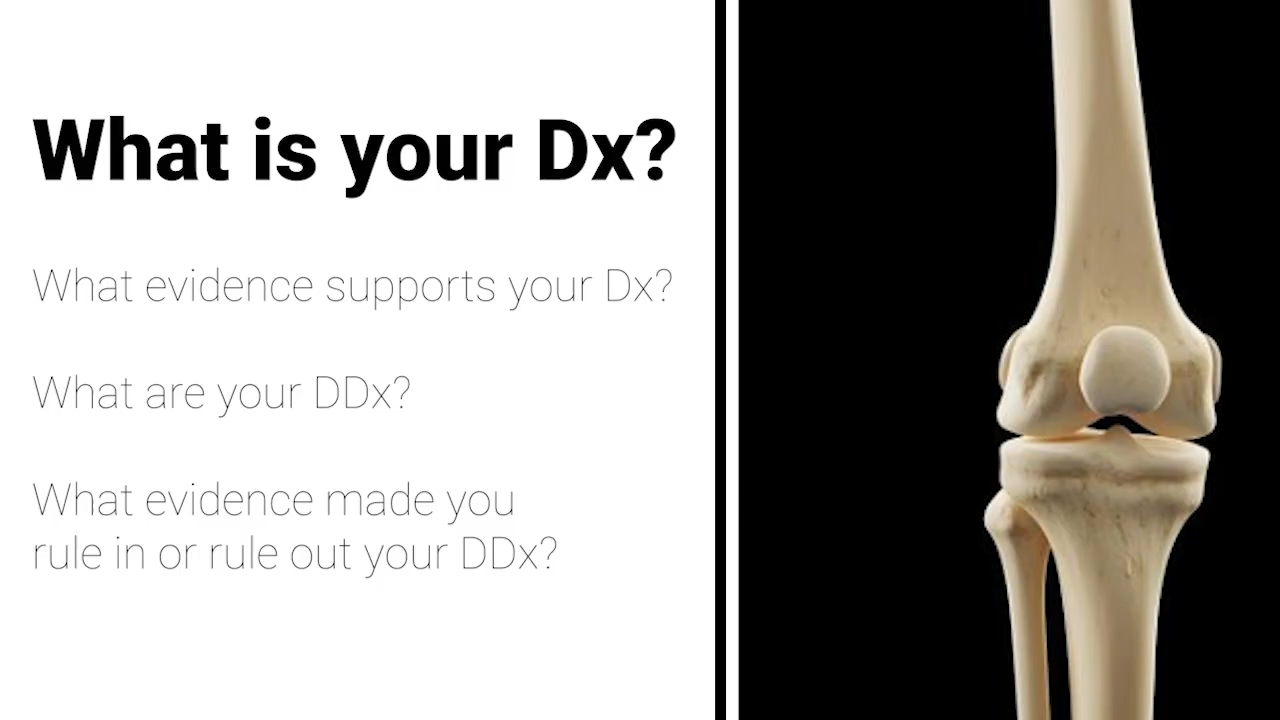 What is your Dx?
What evidence supports your Dx?
What are your DDx?
What evidence made you
rule in or rule out your DDx?